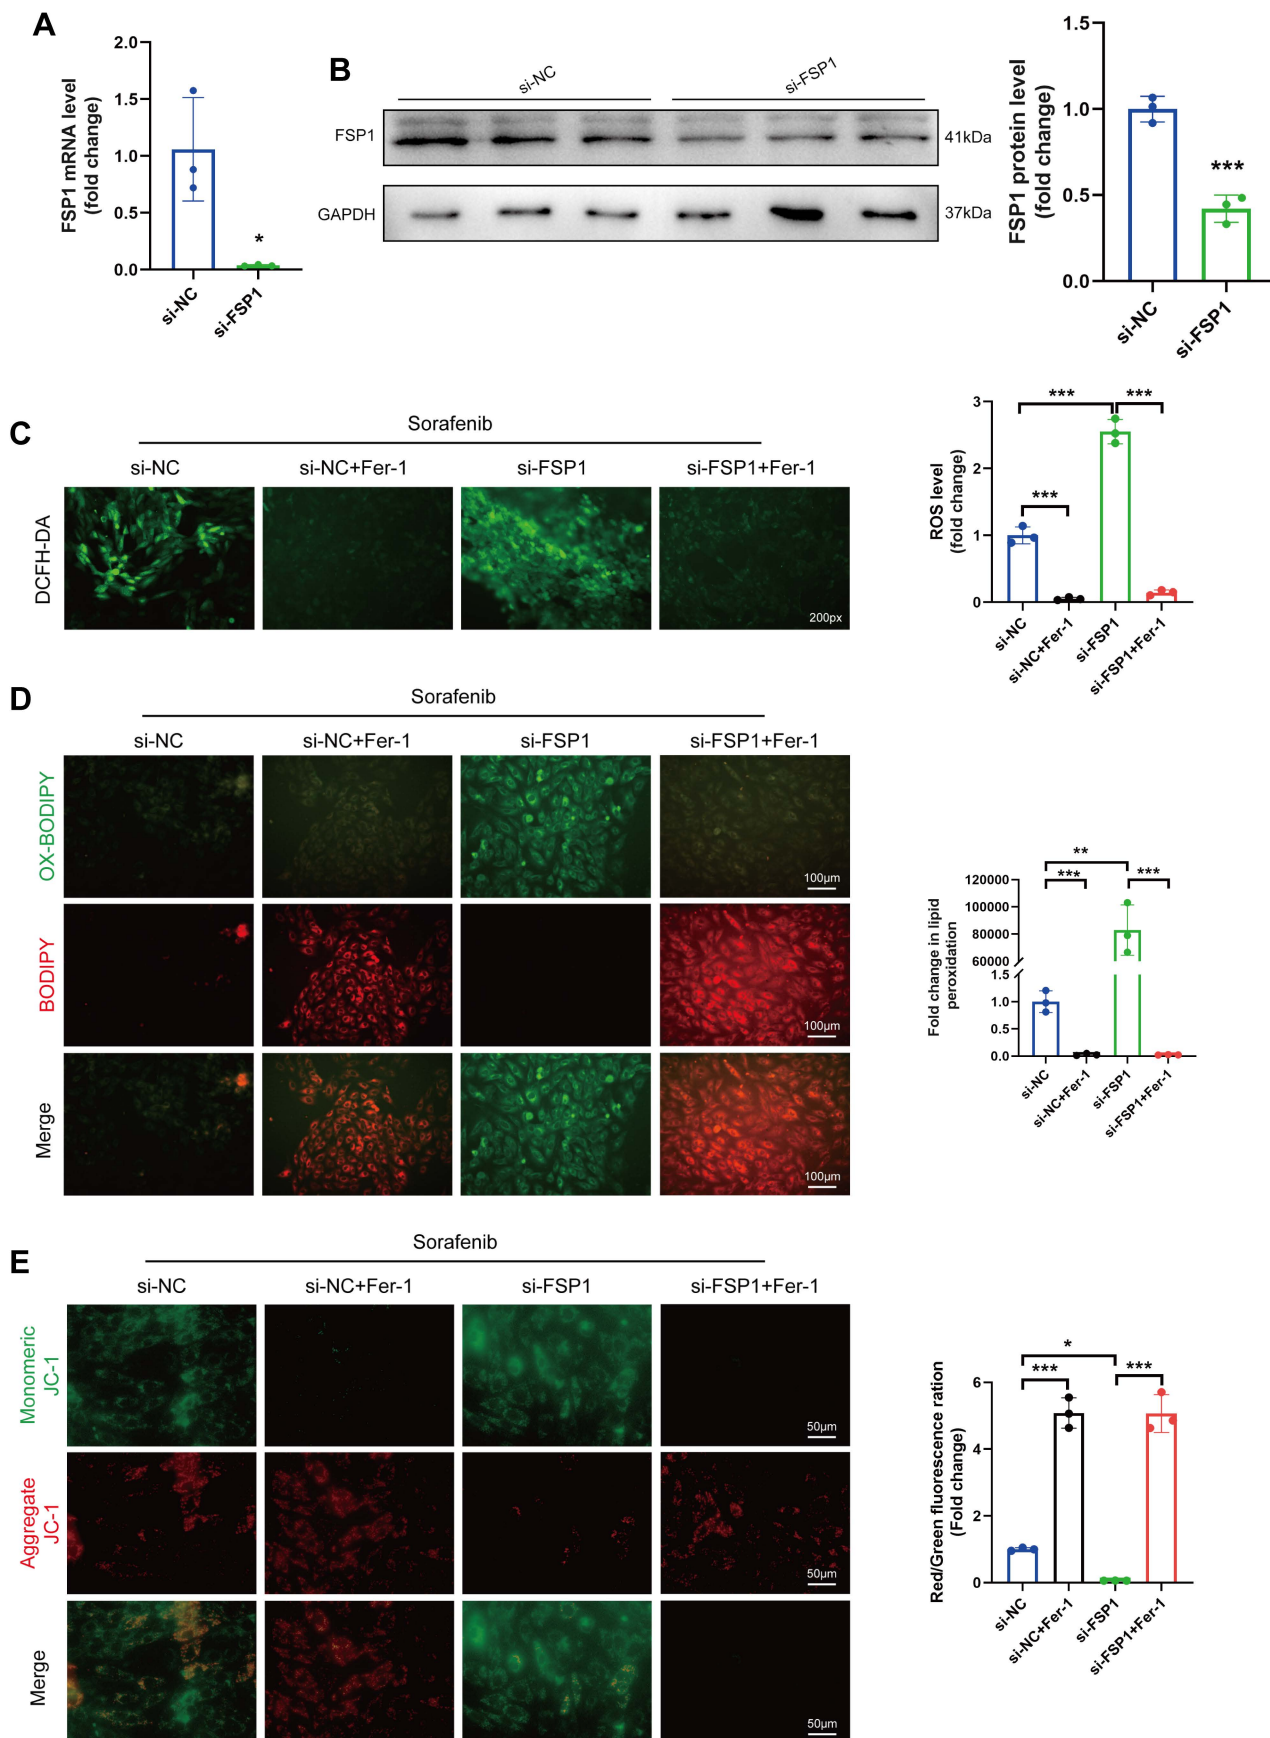 A
FSP1 mRNA level
(fold change)
2.0
1.5
1.0
0.5
0.0
*
si-NC
si-FSP1
B
si-NC
si-FSP1
FSP1
41kDa
GAPDH
37kDa
FSP1 protein level
(fold change)
1.5
1.0
0.5
0.0
***
si-NC
si-FSP1
C
Sorafenib
si-NC
si-NC+Fer-1
si-FSP1
si-FSP1+Fer-1
DCFH-DA
200px
ROS level
(fold change)
3
2
1
0
***
***
***
si-NC
si-NC+Fer-1
si-FSP1
si-FSP1+Fer-1
D
Sorafenib
si-NC
si-NC+Fer-1
si-FSP1
si-FSP1+Fer-1
OX-BODIPY
100μm
BODIPY
100μm
Merge
100μm
Fold change in lipid
peroxidation
120000
100000
80000
60000
1.5
1.0
0.5
0.0
**
***
***
si-NC
si-NC+Fer-1
si-FSP1
si-FSP1+Fer-1
E
Sorafenib
si-NC
si-NC+Fer-1
si-FSP1
si-FSP1+Fer-1
Monomeric
JC-1
50μm
Aggregate
JC-1
50μm
Merge
50μm
Red/Green fluorescence ration
(Fold change)
6
4
2
0
*
***
***
si-NC
si-NC+Fer-1
si-FSP1
si-FSP1+Fer-1